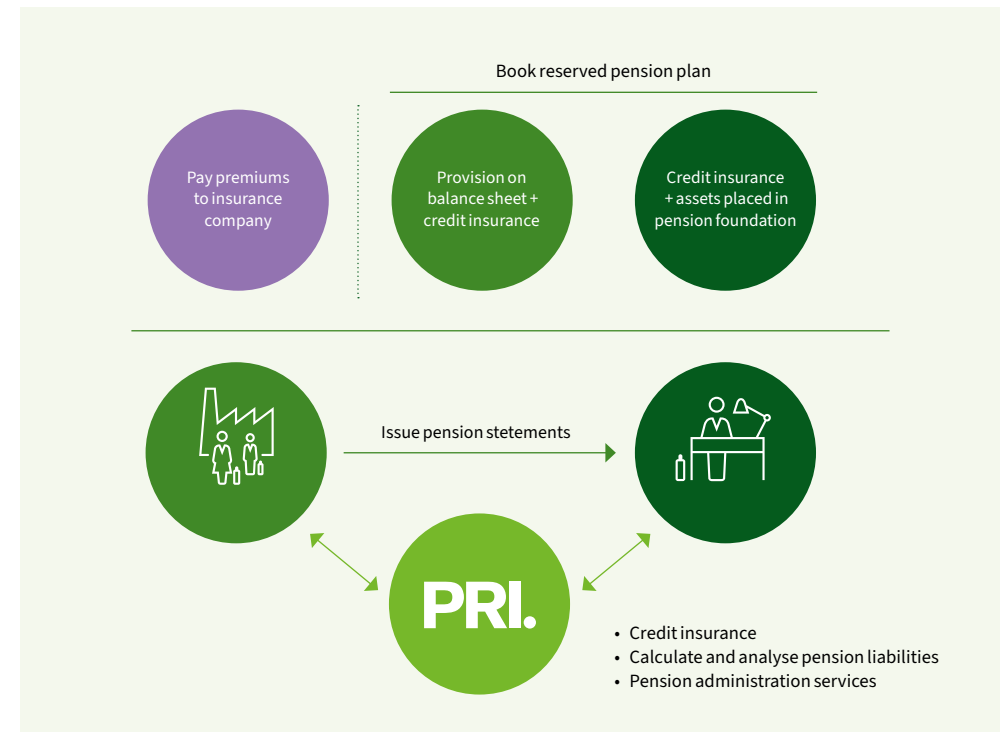 Book reserved pension plan
Pay premiums
to insurance
company
Provision on
balance sheet +
credit insurance
Credit insurance
+ assets placed in
pension foundation
Issue pension stetements
PRI.
• Credit insurance
• Calculate and analyse pension liabilities
• Pension administration services